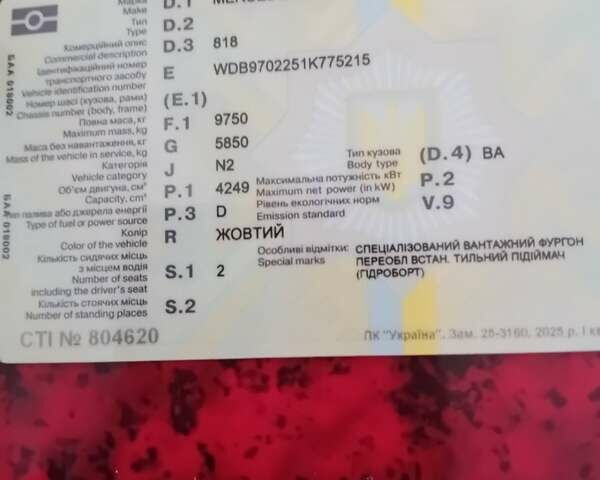 Марка
Make
D.1
Тип
Type
D.2
Комерційний опис
Commercial description
D.3 818
Ідентифікаційний номер
транспортного засобу
Vehicle identification number
E WDB9702251K775215
Номер шасі (кузова, рами)
Chassis number (body, frame)
(E.1)
Повна маса, кг
Maximum mass, kg
F.1 9750
Маса без навантаження, кг
Mass of the vehicle in service, kg
G 5850
Тип кузова
Body type
(D.4) ВА
Категорія
Vehicle category
J N2
Максимальна потужність кВт
Maximum net power (in kW)
P.2
Об'єм двигуна, см³
Capacity, cm³
P.1 4249
Рівень екологічних норм
Emission standard
V.9
Тип палива або джерела енергії
Type of fuel or power source
P.3 D
Колір
Color of the vehicle
R ЖОВТИЙ
Особливі відмітки:
Special marks
СПЕЦІАЛІЗОВАНИЙ ВАНТАЖНИЙ ФУРГОН
ПЕРЕОБЛ ВСТАН. ТИЛЬНИЙ ПІДІЙМАЧ
(ГІДРОБОРТ)
Кількість сидячих місць
з місцем водія
Number of seats
including the driver's seat
S.1 2
Кількість стоячих місць
Number of standing places
S.2
СТІ № 804620
ПК "Україна". Зам. 25-3160, 2025 р. I кв
БАА 018002
БАА 018002